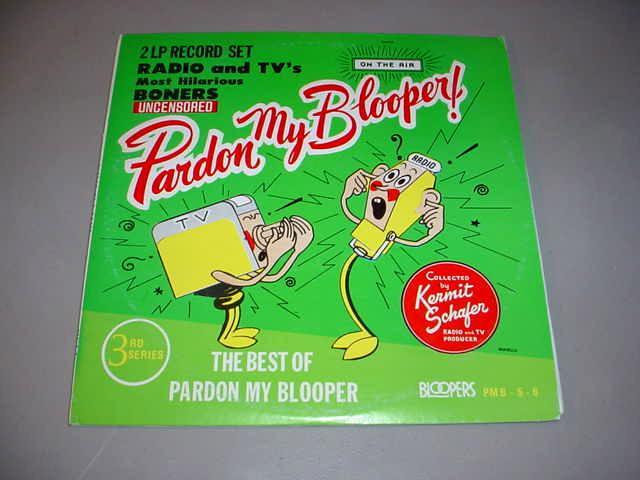 2 LP RECORD SET
RADIO and TV's
Most Hilarious
BONERS
UNCENSORED
ON THE AIR
Pardon My Blooper!
RADIO
TV
COLLECTED
by
Kermit
Schafer
RADIO and TV
PRODUCER
3RD
SERIES
THE BEST OF
PARDON MY BLOOPER
BLOOPERS PMB - 5 - 6